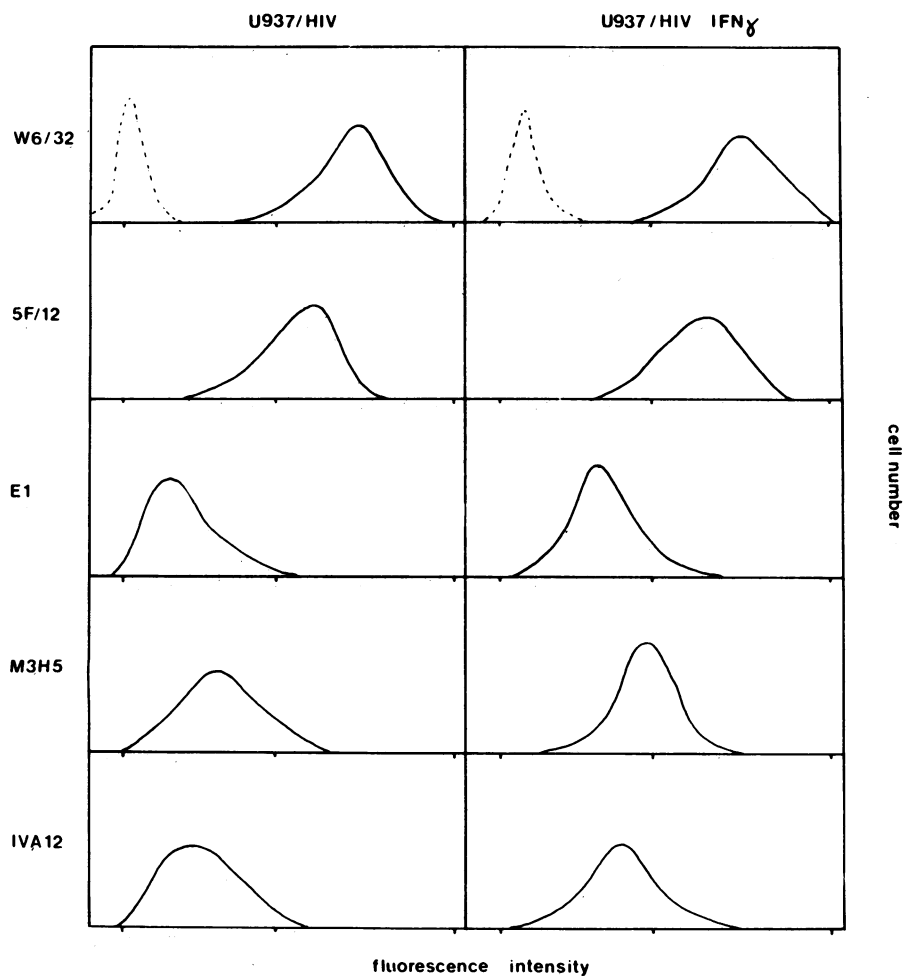 U937/HIV
U937/HIV IFNγ
W6/32
5F/12
E1
M3H5
IVA12
cell number
fluorescence intensity